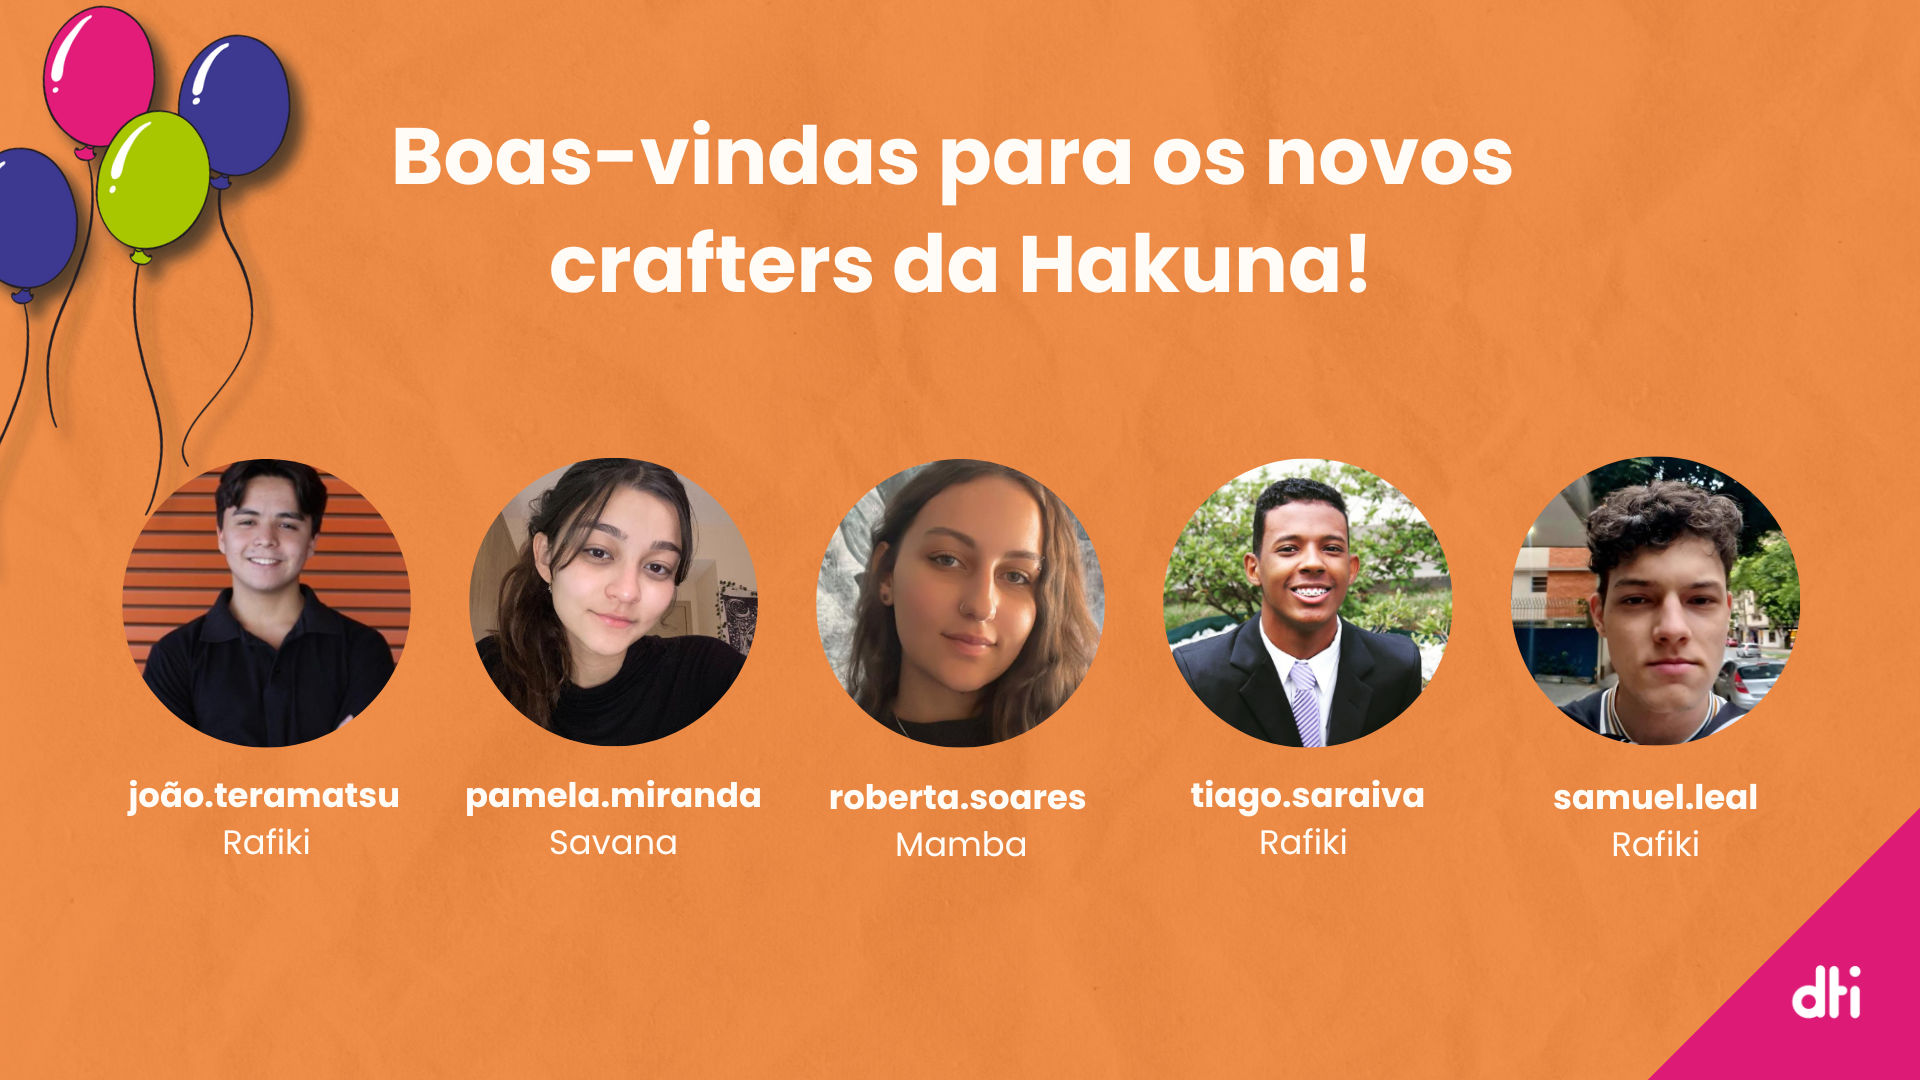 Boas-vindas para os novos
crafters da Hakuna!
joão.teramatsu
Rafiki
pamela.miranda
Savana
roberta.soares
Mamba
tiago.saraiva
Rafiki
samuel.leal
Rafiki
dti